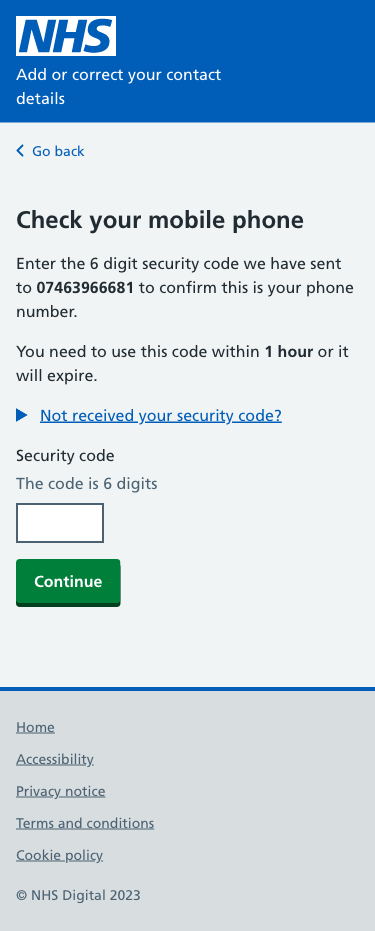 NHS
Add or correct your contact
details
Go back
Check your mobile phone
Enter the 6 digit security code we have sent
to 07463966681 to confirm this is your phone
number.
You need to use this code within 1 hour or it
will expire.
Not received your security code?
Security code
The code is 6 digits
Continue
Home
Accessibility
Privacy notice
Terms and conditions
Cookie policy
© NHS Digital 2023